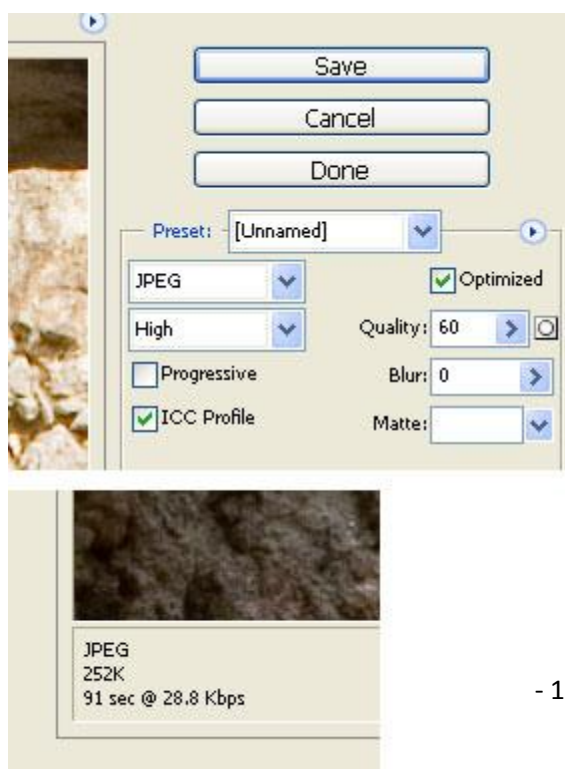 Save
Cancel
Done
Preset: [Unnamed]
JPEG
Optimized
High
Quality: 60
Progressive
Blur: 0
ICC Profile
Matte:
JPEG
252K
91 sec @ 28.8 Kbps
- 1